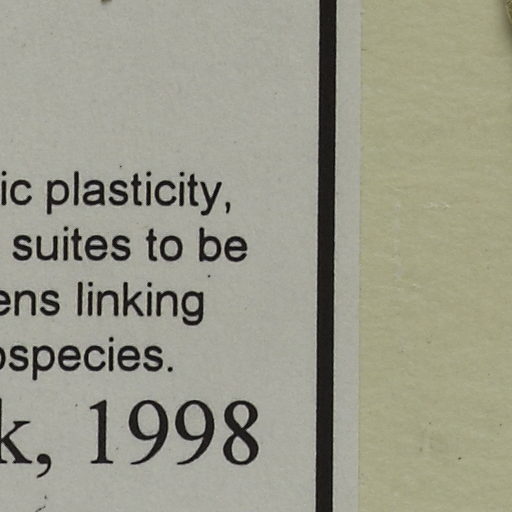 ic plasticity,
suites to be
ens linking
ospecies.
k, 1998